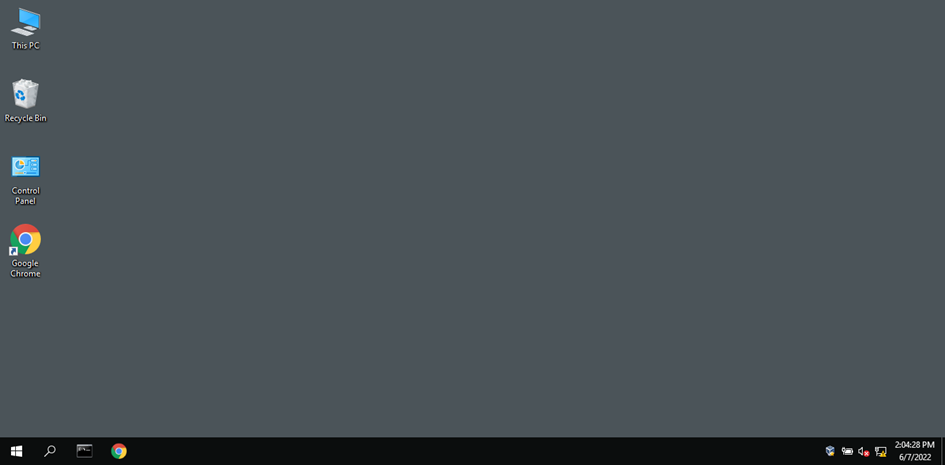 This PC
Recycle Bin
Control
Panel
Google
Chrome
2:04:28 PM
6/7/2022